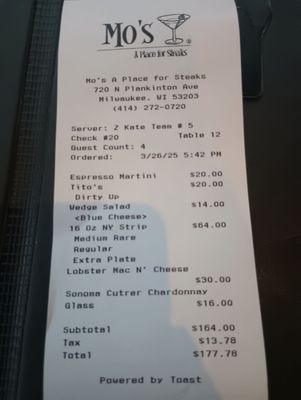 Mo's ®
A Place for Steaks
Mo's A Place for Steaks
720 N Plankinton Ave
Milwaukee, WI 53203
(414) 272-0720
Server: Z Kate Team # 5
Check #20 Table 12
Guest Count: 4
Ordered: 3/26/25 5:42 PM
Espresso Martini $20.00
Tito's $20.00
Dirty Up
Wedge Salad $14.00
<Blue Cheese>
16 Oz NY Strip $64.00
Medium Rare
Regular
Extra Plate
Lobster Mac N' Cheese
$30.00
Sonoma Cutrer Chardonnay
Glass $16.00
Subtotal $164.00
Tax $13.78
Total $177.78
Powered by Toast